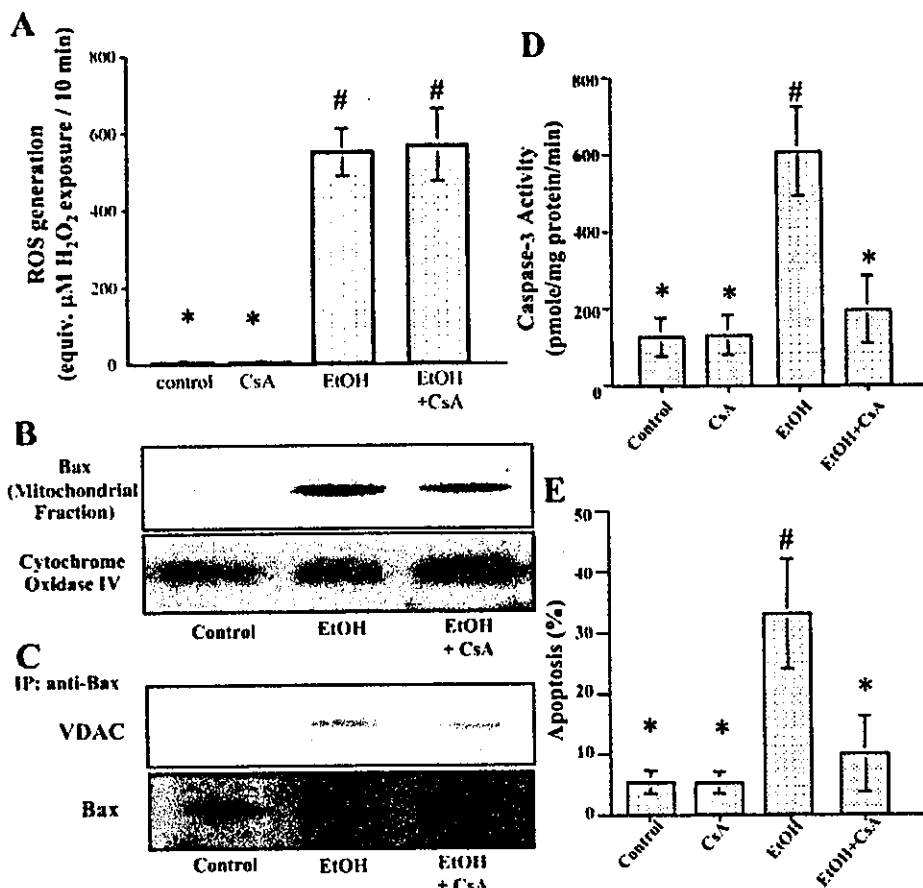 A
ROS generation
(equiv. µM H₂O₂ exposure / 10 min)
800
600
400
200
0
#
#
*
*
control
CsA
EtOH
EtOH
+CsA
B
Bax
(Mitochondrial
Fraction)
Cytochrome
Oxidase IV
Control
EtOH
EtOH
+ CsA
C
IP: anti-Bax
VDAC
Bax
Control
EtOH
EtOH
+ CsA
D
Caspase-3 Activity
(pmole/mg protein/min)
800
600
400
200
0
#
*
*
*
Control
CsA
EtOH
EtOH+CsA
E
Apoptosis (%)
50
40
30
20
10
0
#
*
*
*
Control
CsA
EtOH
EtOH+CsA